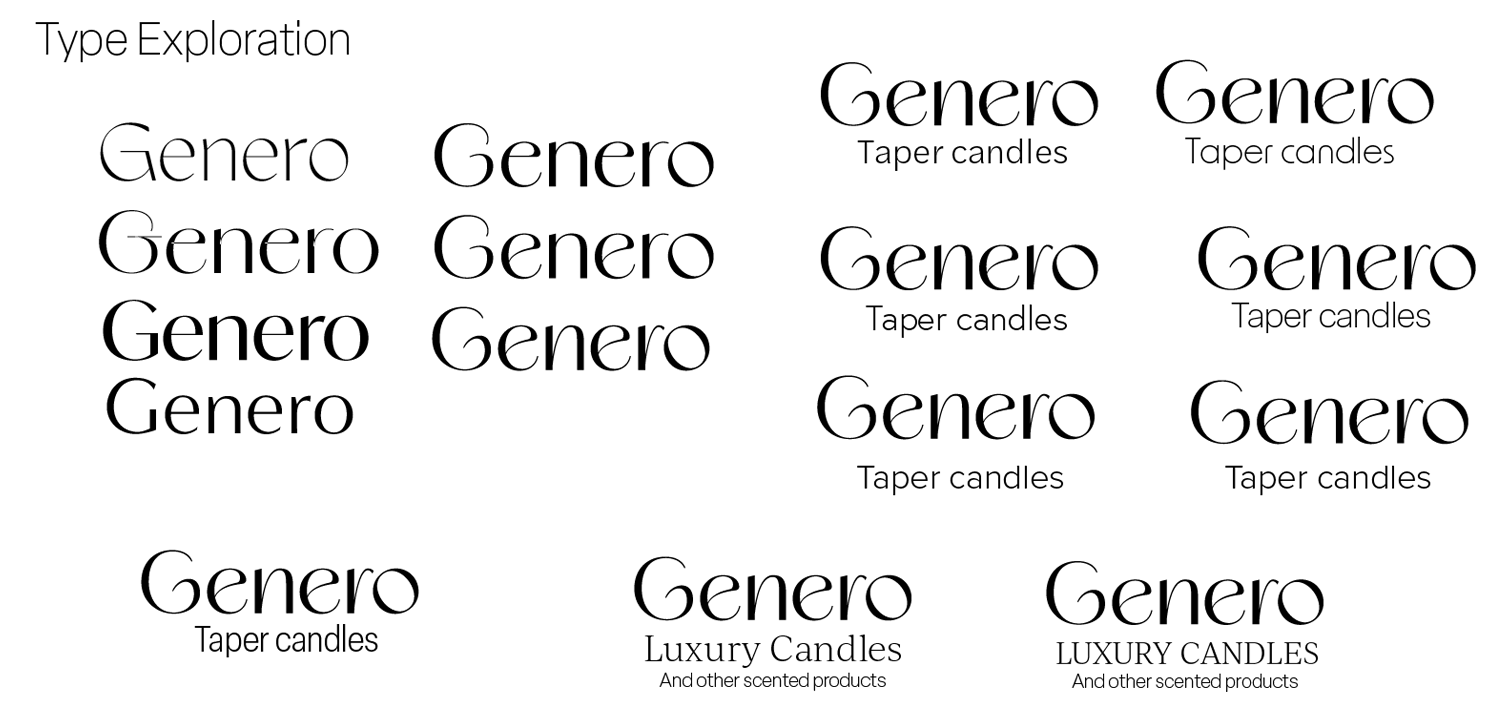 Type Exploration
Genero
Genero
Genero
Genero
Genero
Genero
Genero
Genero
Taper candles
Genero
Taper candles
Genero
Taper candles
Genero
Taper candles
Genero
Taper candles
Genero
Taper candles
Genero
Taper candles
Genero
Luxury Candles
And other scented products
Genero
LUXURY CANDLES
And other scented products